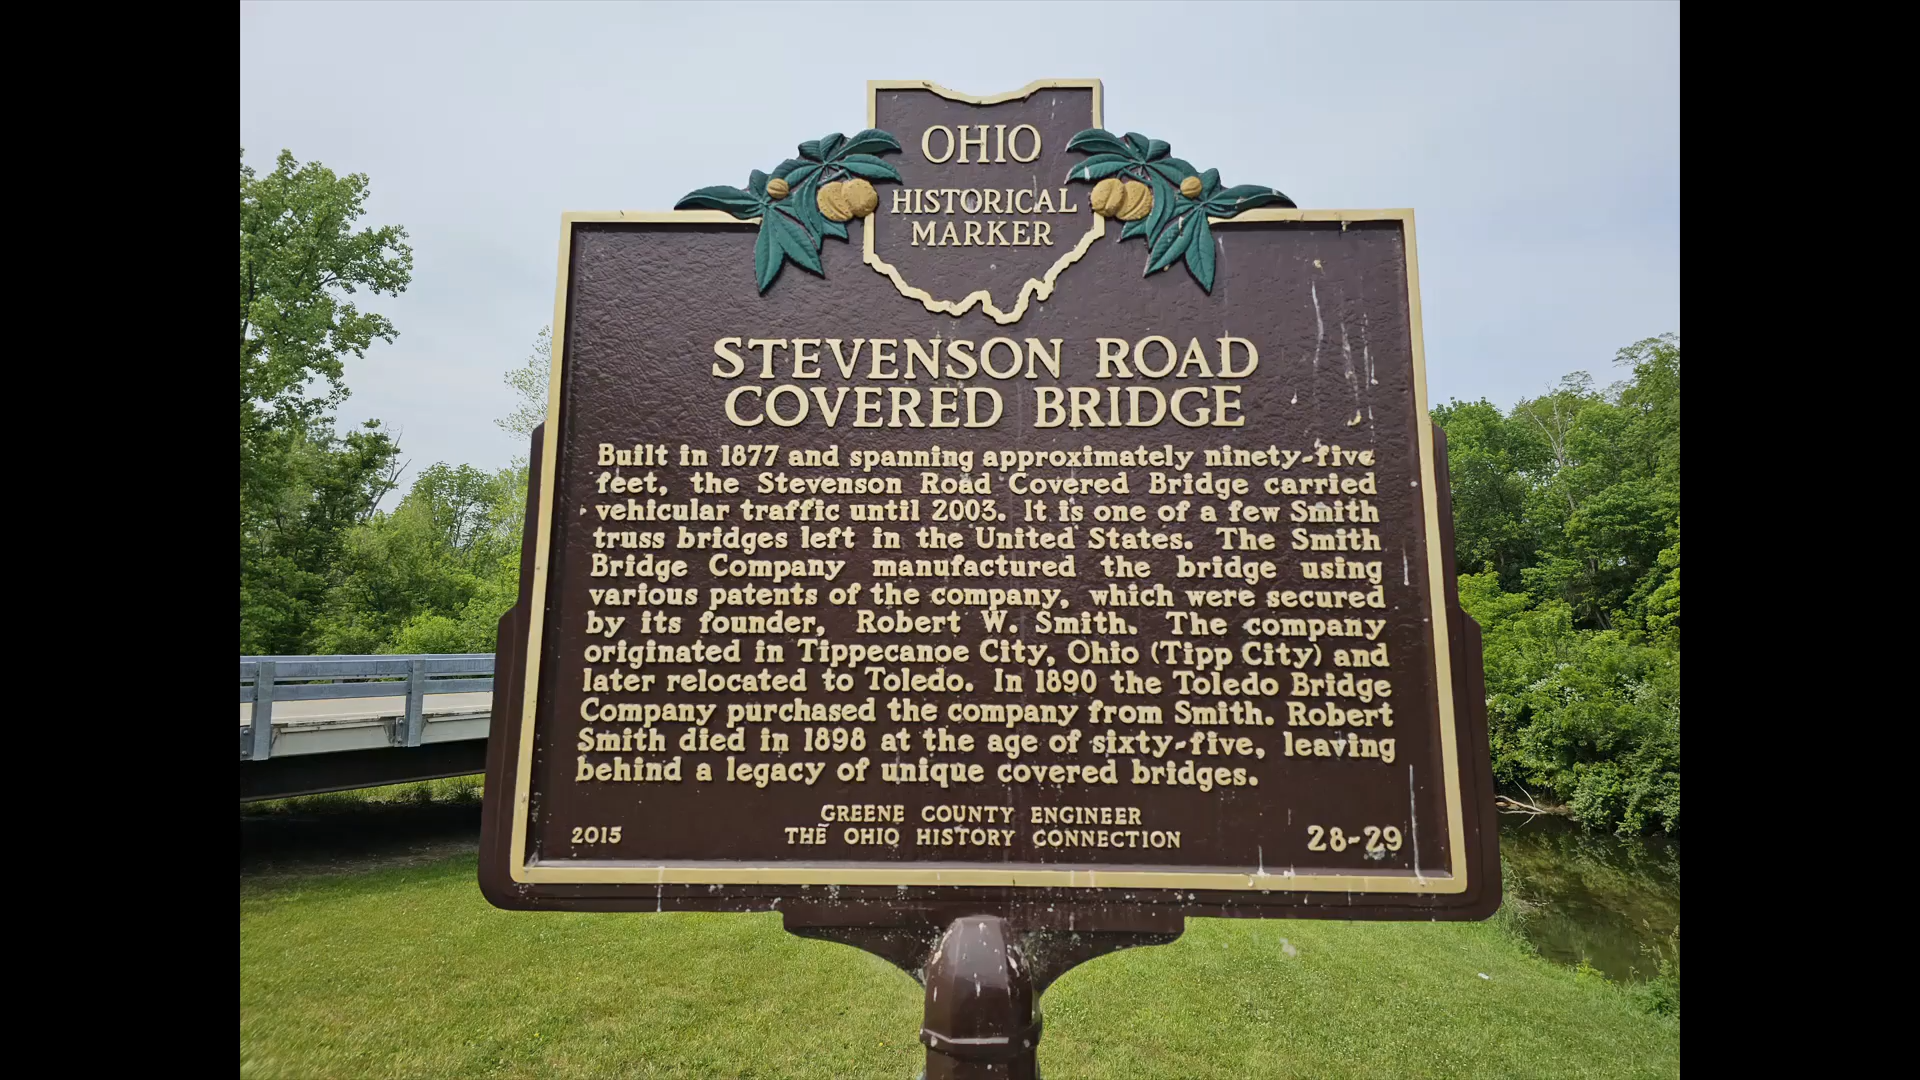 OHIO
HISTORICAL
MARKER
STEVENSON ROAD
COVERED BRIDGE
Built in 1877 and spanning approximately ninety-five
feet, the Stevenson Road Covered Bridge carried
vehicular traffic until 2003. It is one of a few Smith
truss bridges left in the United States. The Smith
Bridge Company manufactured the bridge using
various patents of the company, which were secured
by its founder, Robert W. Smith. The company
originated in Tippecanoe City, Ohio (Tipp City) and
later relocated to Toledo. In 1890 the Toledo Bridge
Company purchased the company from Smith. Robert
Smith died in 1898 at the age of sixty-five, leaving
behind a legacy of unique covered bridges.
GREENE COUNTY ENGINEER
2015 THE OHIO HISTORY CONNECTION 28-29